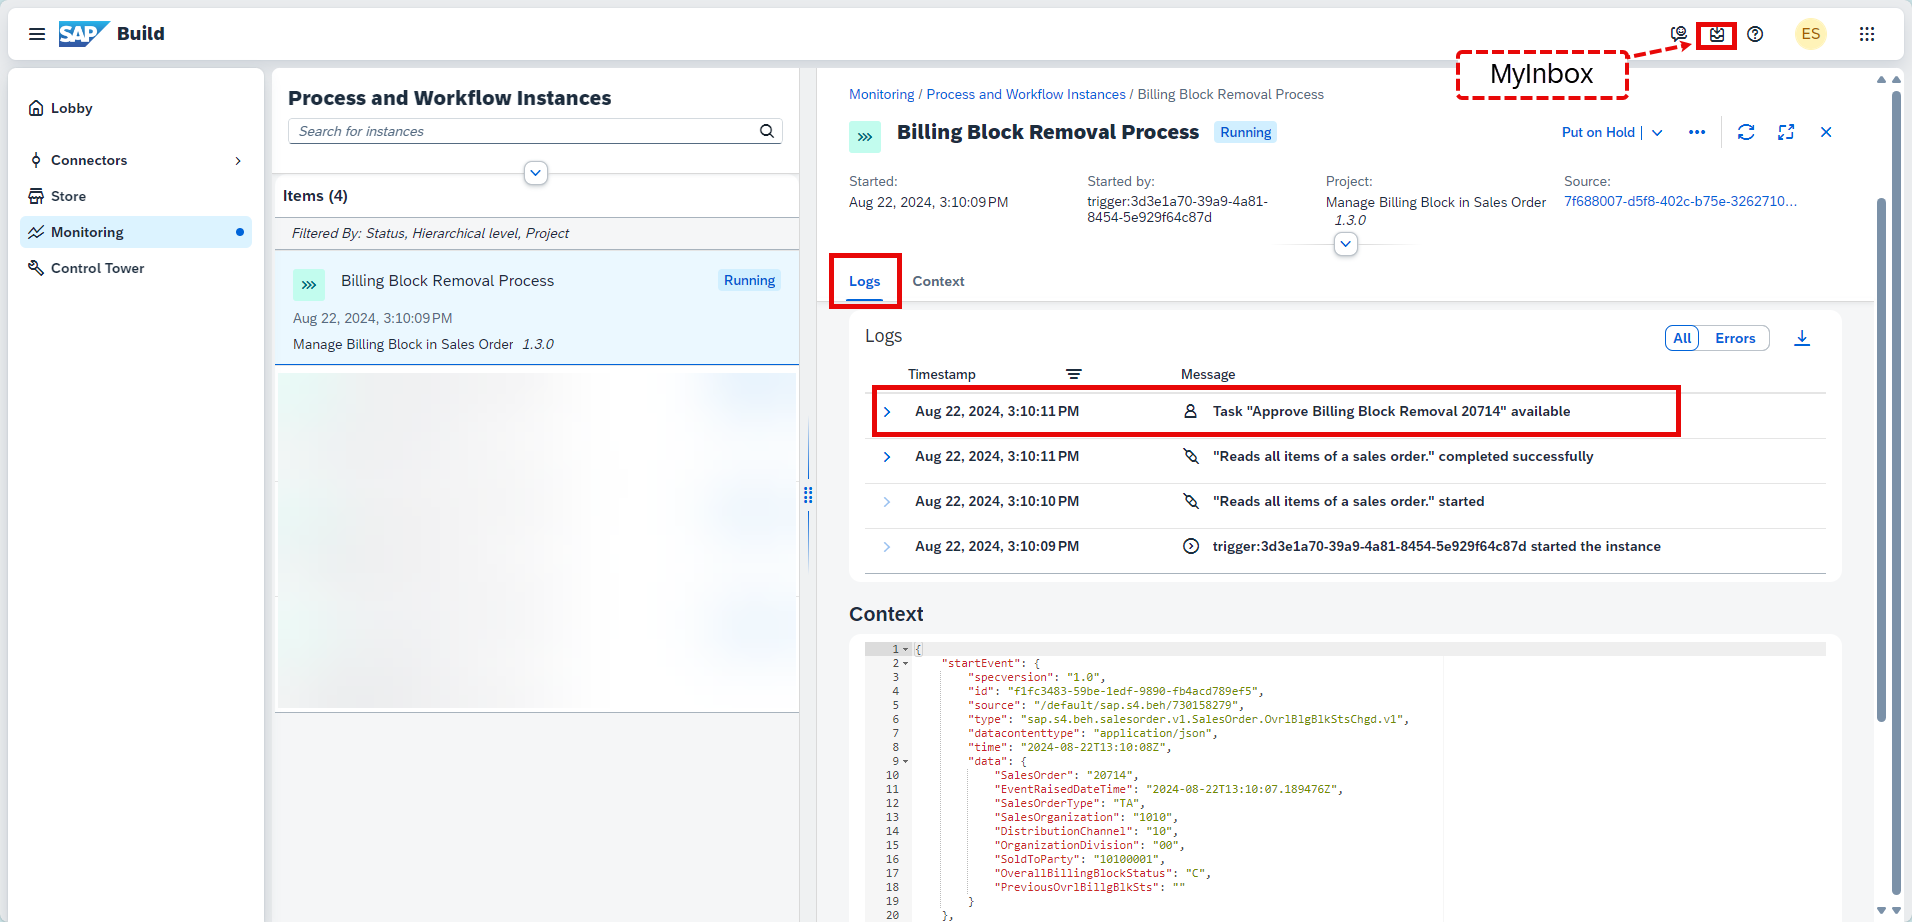 SAP Build
ES
MyInbox
Lobby
Connectors
Store
Monitoring
Control Tower
Process and Workflow Instances
Search for instances
Items (4)
Filtered By: Status, Hierarchical level, Project
Billing Block Removal Process
Running
Aug 22, 2024, 3:10:09 PM
Manage Billing Block in Sales Order 1.3.0
Monitoring / Process and Workflow Instances / Billing Block Removal Process
Billing Block Removal Process Running
Put on Hold
Started:
Aug 22, 2024, 3:10:09 PM
Started by:
trigger:3d3e1a70-39a9-4a81-
8454-5e929f64c87d
Project:
Manage Billing Block in Sales Order
1.3.0
Source:
7f688007-d5f8-402c-b75e-3262710...
Logs Context
Logs
All Errors
Timestamp Message
Aug 22, 2024, 3:10:11 PM Task "Approve Billing Block Removal 20714" available
Aug 22, 2024, 3:10:11 PM "Reads all items of a sales order." completed successfully
Aug 22, 2024, 3:10:10 PM "Reads all items of a sales order." started
Aug 22, 2024, 3:10:09 PM trigger:3d3e1a70-39a9-4a81-8454-5e929f64c87d started the instance
Context
1 {
2 "startEvent": {
3 "specversion": "1.0",
4 "id": "f1fc3483-59be-1edf-9890-fb4acd789ef5",
5 "source": "/default/sap.s4.beh/730158279",
6 "type": "sap.s4.beh.salesorder.v1.SalesOrder.OvrlBlgBlkStsChgd.v1",
7 "datacontenttype": "application/json",
8 "time": "2024-08-22T13:10:08Z",
9 "data": {
10 "SalesOrder": "20714",
11 "EventRaisedDateTime": "2024-08-22T13:10:07.189476Z",
12 "SalesOrderType": "TA",
13 "SalesOrganization": "1010",
14 "DistributionChannel": "10",
15 "OrganizationDivision": "00",
16 "SoldToParty": "10100001",
17 "OverallBillingBlockStatus": "C",
18 "PreviousOvrlBillgBlkSts": ""
19 }
20 },